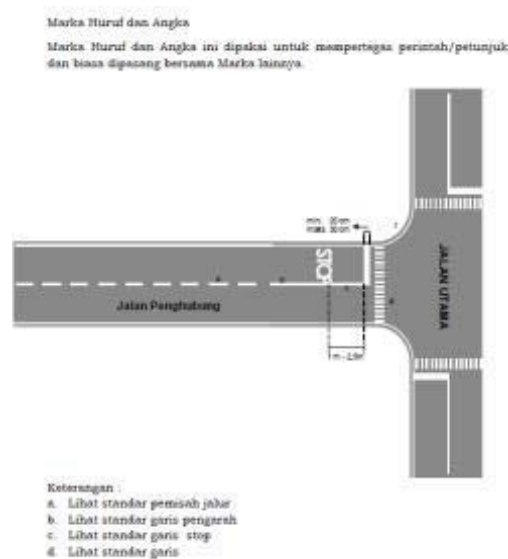 Marka Huruf dan Angka
Marka Huruf dan Angka ini dipakai untuk mempertegas perintah/petunjuk
dan biasa dipasang bersama Marka lainnya.
STOP
JALAN UTAMA
Jalan Penghubung
Keterangan :
a. Lihat standar pemisah jalur
b. Lihat standar garis pengarah
c. Lihat standar garis stop
d. Lihat standar garis